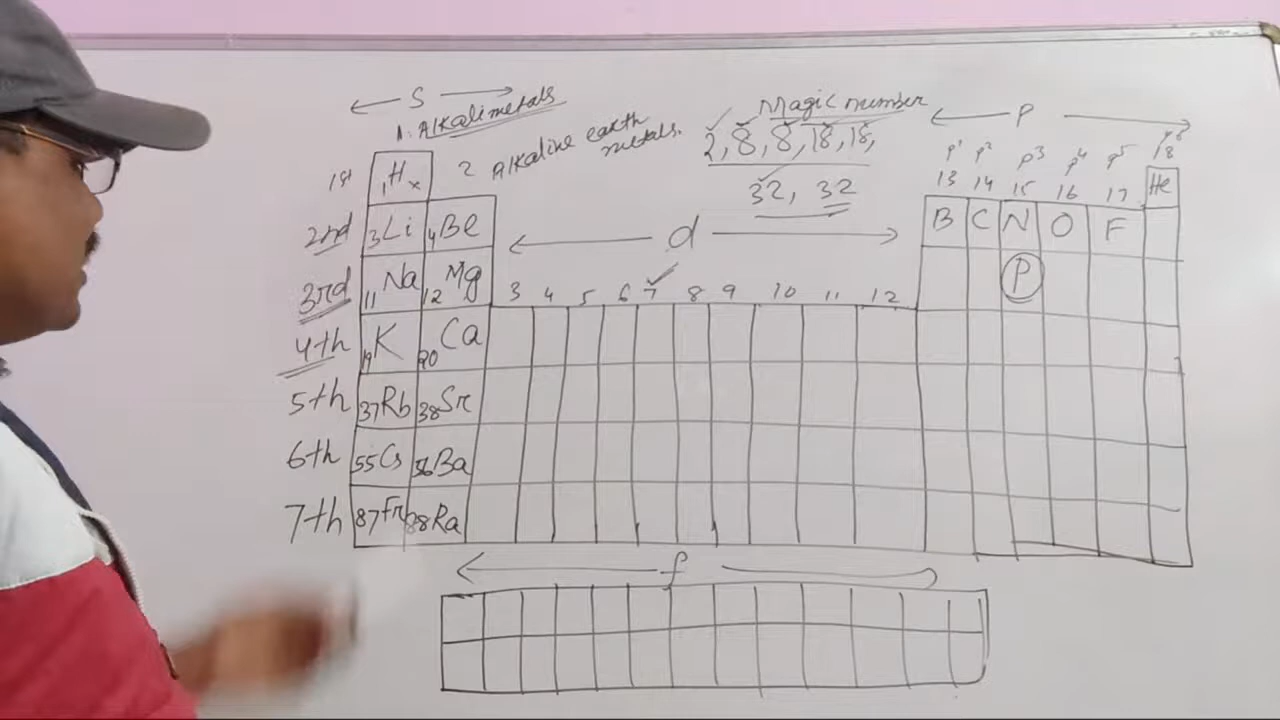 S
1. Alkali metals
2 Alkaline earth
metals.
Magic number
2, 8, 8, 18, 18,
32, 32
P
p1 p2 p3 p4 p5 p6
13 14 15 16 17 18
1st 1H He
2nd 3Li 4Be B C N O F
d
3rd 11Na 12Mg P
3 4 5 6 7 8 9 10 11 12
4th 19K 20Ca
5th 37Rb 38Sr
6th 55Cs 56Ba
7th 87Fr 88Ra
f